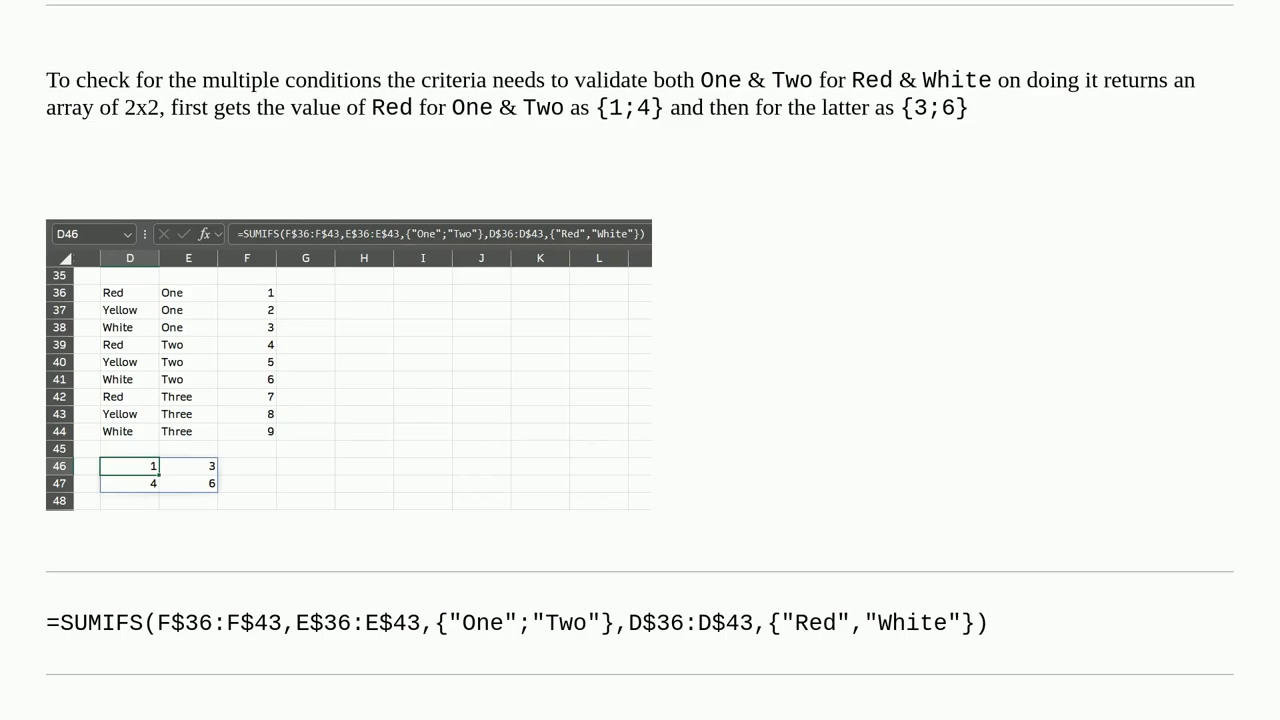 To check for the multiple conditions the criteria needs to validate both One & Two for Red & White on doing it returns an
array of 2x2, first gets the value of Red for One & Two as {1;4} and then for the latter as {3;6}
D46 fx =SUMIFS(F$36:F$43,E$36:E$43,{"One";"Two"},D$36:D$43,{"Red","White"})
D E F G H I J K L
35
36 Red One 1
37 Yellow One 2
38 White One 3
39 Red Two 4
40 Yellow Two 5
41 White Two 6
42 Red Three 7
43 Yellow Three 8
44 White Three 9
45
46 1 3
47 4 6
48
=SUMIFS(F$36:F$43,E$36:E$43,{"One";"Two"},D$36:D$43,{"Red","White"})